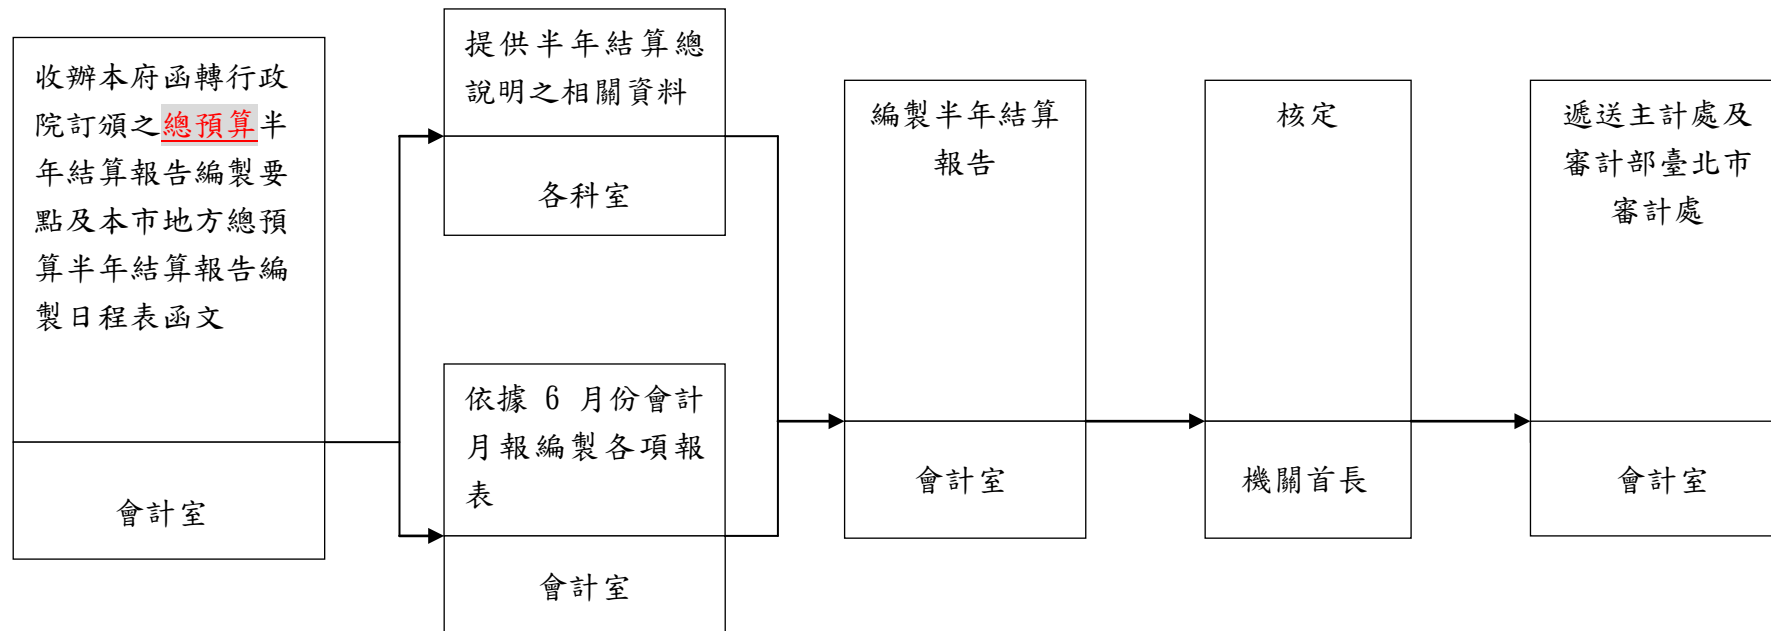 收辦本府函轉行政
院訂頒之總預算半
年結算報告編製要
點及本市地方總預
算半年結算報告編
製日程表函文
會計室
提供半年結算總
說明之相關資料
各科室
依據 6 月份會計
月報編製各項報
表
會計室
編製半年結算
報告
會計室
核定
機關首長
遞送主計處及
審計部臺北市
審計處
會計室